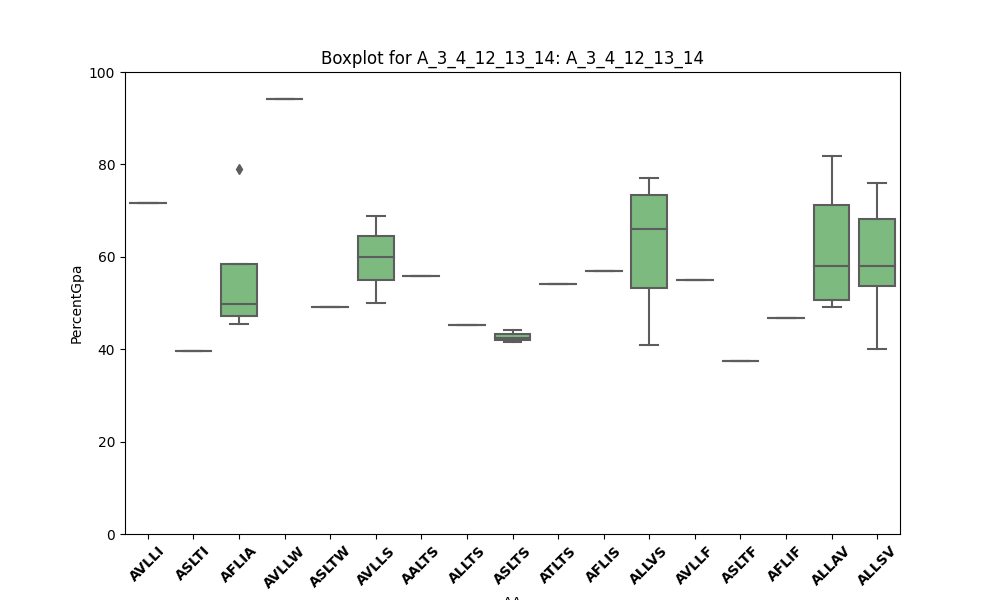 Boxplot for A_3_4_12_13_14: A_3_4_12_13_14
100
80
60
40
20
0
PercentGpa
AVLLI
ASLTI
AFLIA
AVLLW
ASLTW
AVLLS
AALTS
ALLTS
ASLTS
ATLTS
AFLIS
ALLVS
AVLLF
ASLTF
AFLIF
ALLAV
ALLSV